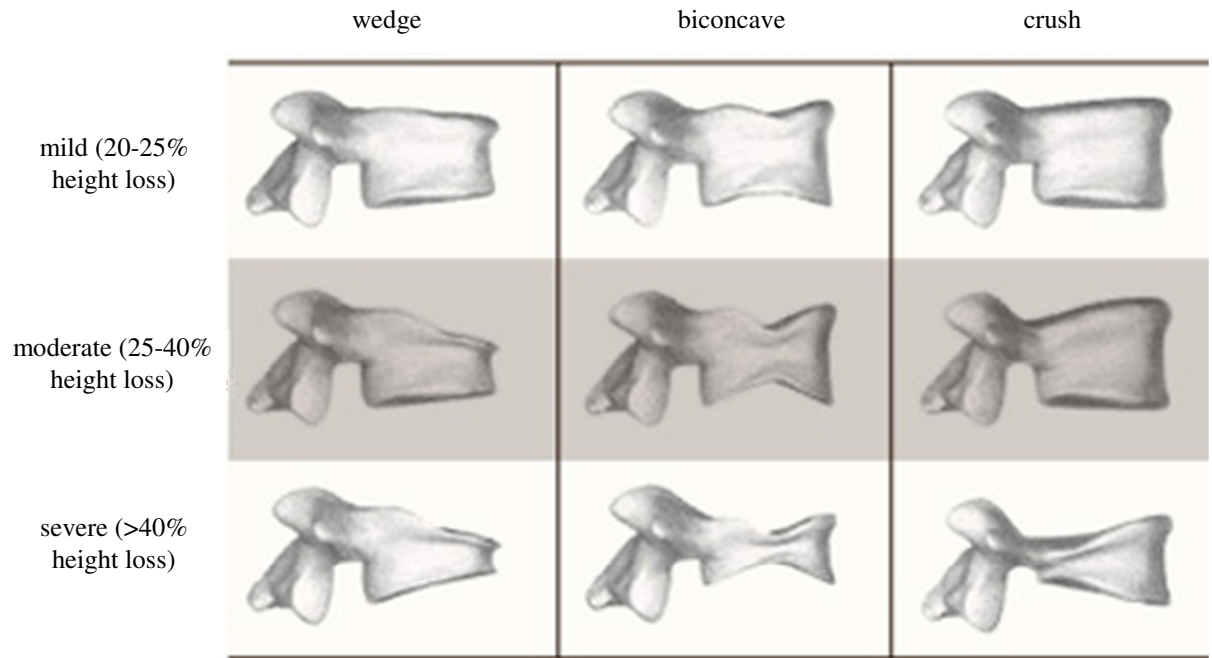 wedge biconcave crush
mild (20-25%
height loss)
moderate (25-40%
height loss)
severe (>40%
height loss)